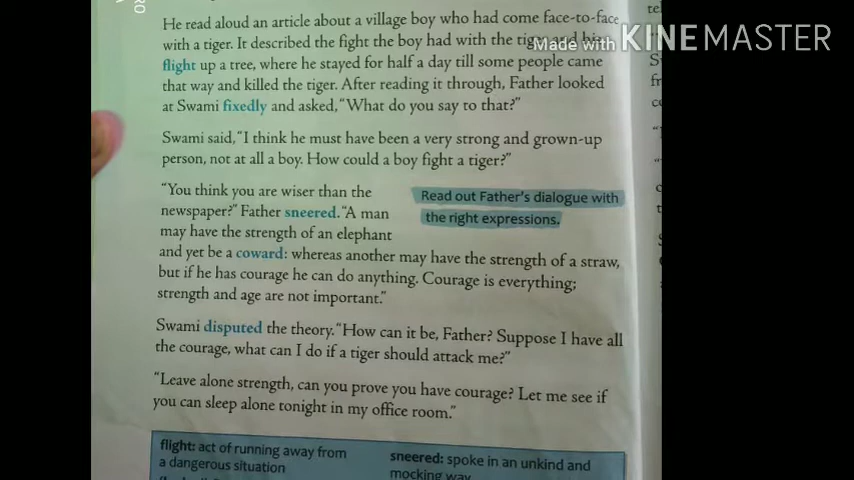 He read aloud an article about a village boy who had come face-to-face
with a tiger. It described the fight the boy had with the tiger and his
Made with KINEMASTER
flight up a tree, where he stayed for half a day till some people came
that way and killed the tiger. After reading it through, Father looked
at Swami fixedly and asked, "What do you say to that?"
Swami said, "I think he must have been a very strong and grown-up
person, not at all a boy. How could a boy fight a tiger?"
"You think you are wiser than the
newspaper?" Father sneered. "A man
may have the strength of an elephant
and yet be a coward: whereas another may have the strength of a straw,
but if he has courage he can do anything. Courage is everything;
strength and age are not important."
Read out Father's dialogue with
the right expressions.
Swami disputed the theory. "How can it be, Father? Suppose I have all
the courage, what can I do if a tiger should attack me?"
"Leave alone strength, can you prove you have courage? Let me see if
you can sleep alone tonight in my office room."
flight: act of running away from
a dangerous situation
sneered: spoke in an unkind and
mocking way